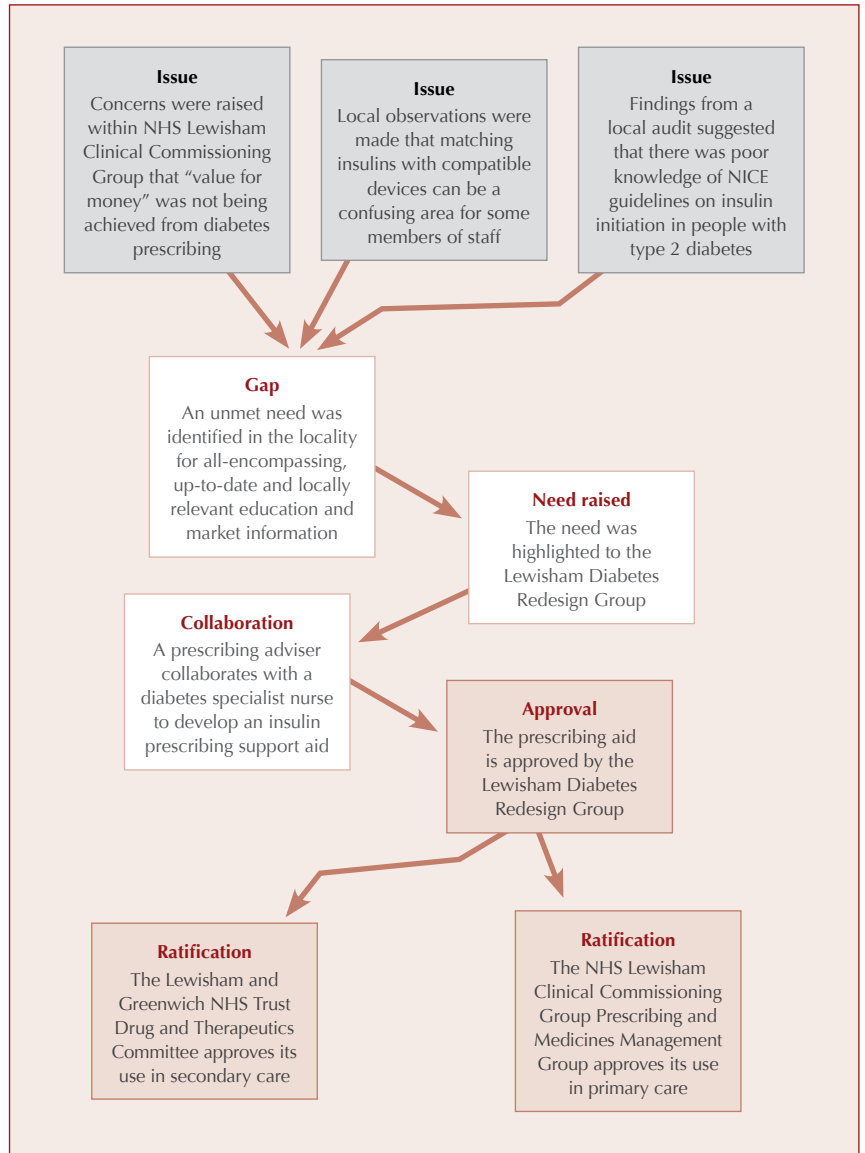 Issue
Concerns were raised
within NHS Lewisham
Clinical Commissioning
Group that “value for
money” was not being
achieved from diabetes
prescribing
Issue
Local observations were
made that matching
insulins with compatible
devices can be a
confusing area for some
members of staff
Issue
Findings from a
local audit suggested
that there was poor
knowledge of NICE
guidelines on insulin
initiation in people with
type 2 diabetes
Gap
An unmet need was
identified in the locality
for all-encompassing,
up-to-date and locally
relevant education and
market information
Need raised
The need was
highlighted to the
Lewisham Diabetes
Redesign Group
Collaboration
A prescribing adviser
collaborates with a
diabetes specialist nurse
to develop an insulin
prescribing support aid
Approval
The prescribing aid
is approved by the
Lewisham Diabetes
Redesign Group
Ratification
The Lewisham and
Greenwich NHS Trust
Drug and Therapeutics
Committee approves its
use in secondary care
Ratification
The NHS Lewisham
Clinical Commissioning
Group Prescribing and
Medicines Management
Group approves its use
in primary care